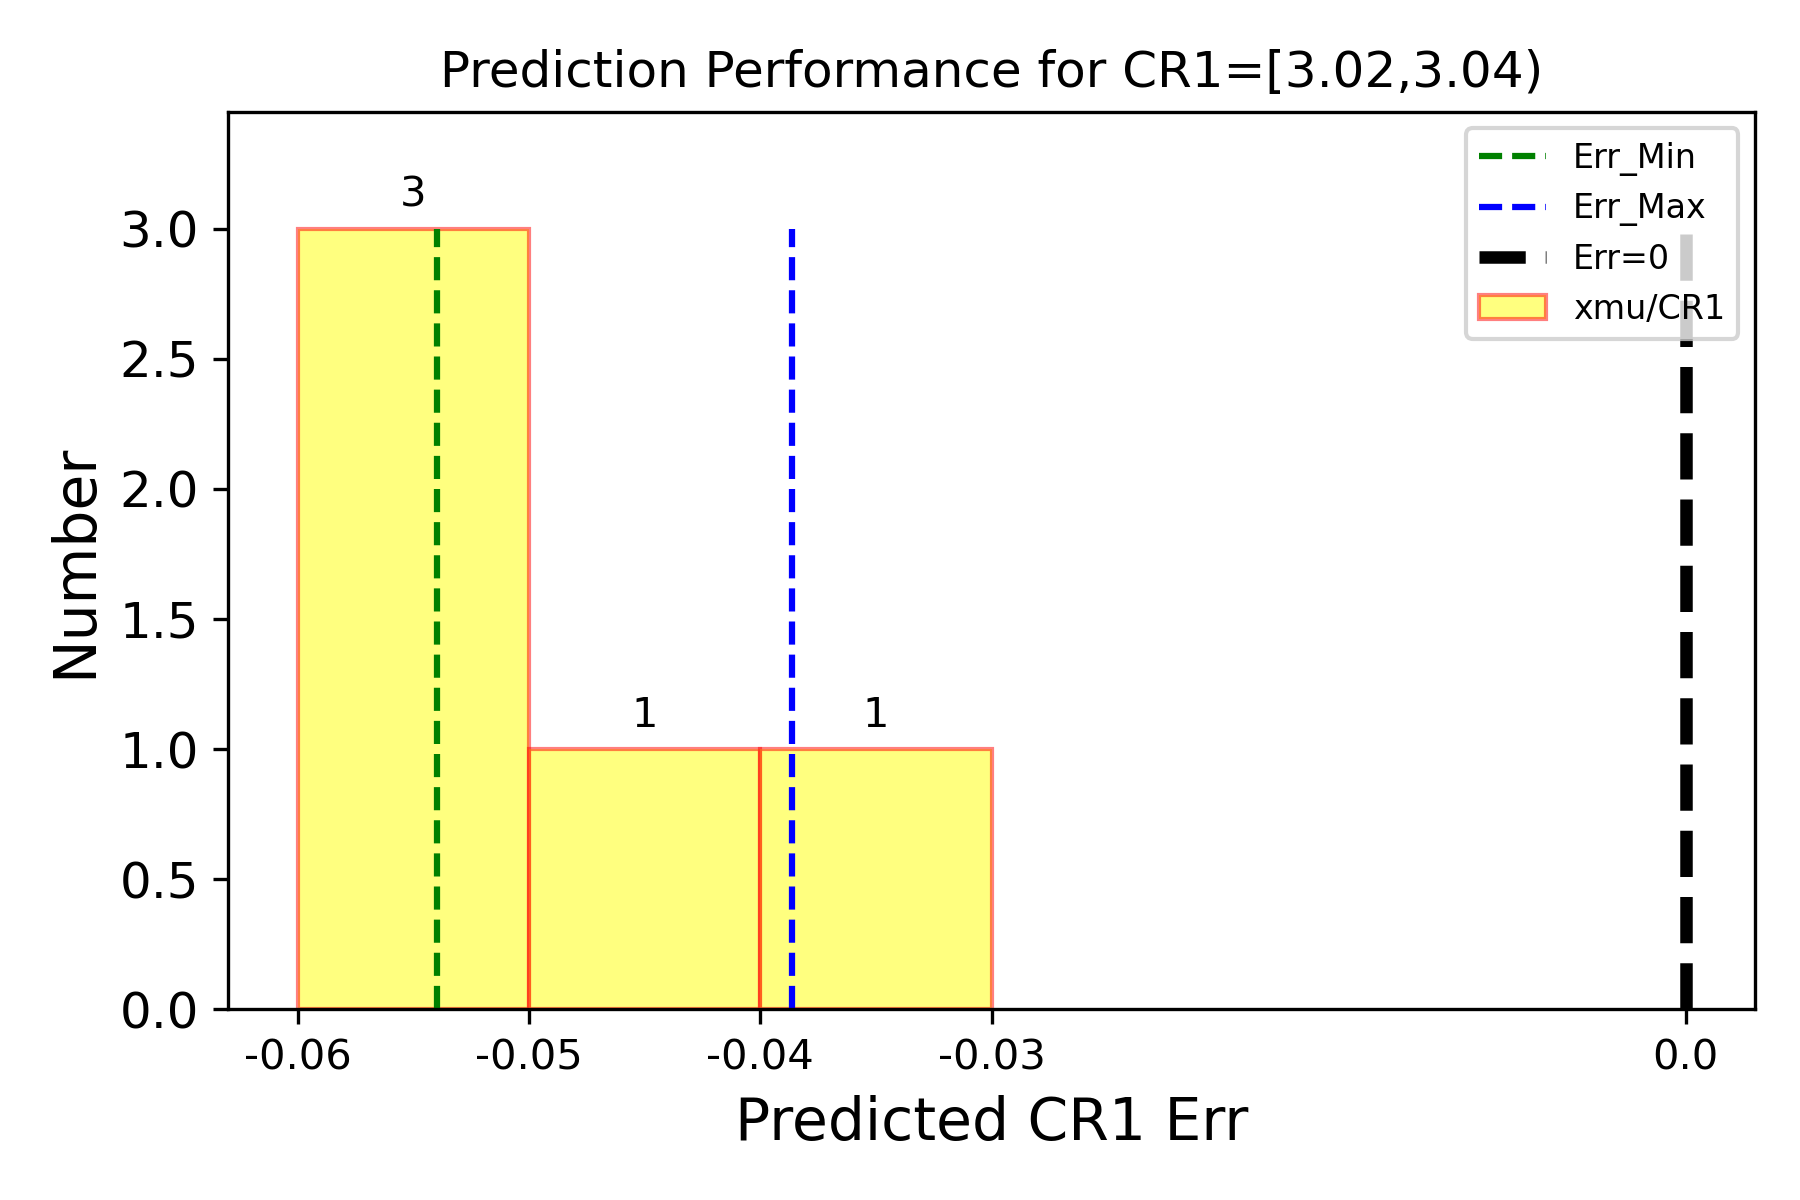 Prediction Performance for CR1=[3.02,3.04)
Err_Min
Err_Max
Err=0
xmu/CR1
3
1
1
3.0
2.5
2.0
1.5
1.0
0.5
0.0
Number
-0.06
-0.05
-0.04
-0.03
0.0
Predicted CR1 Err